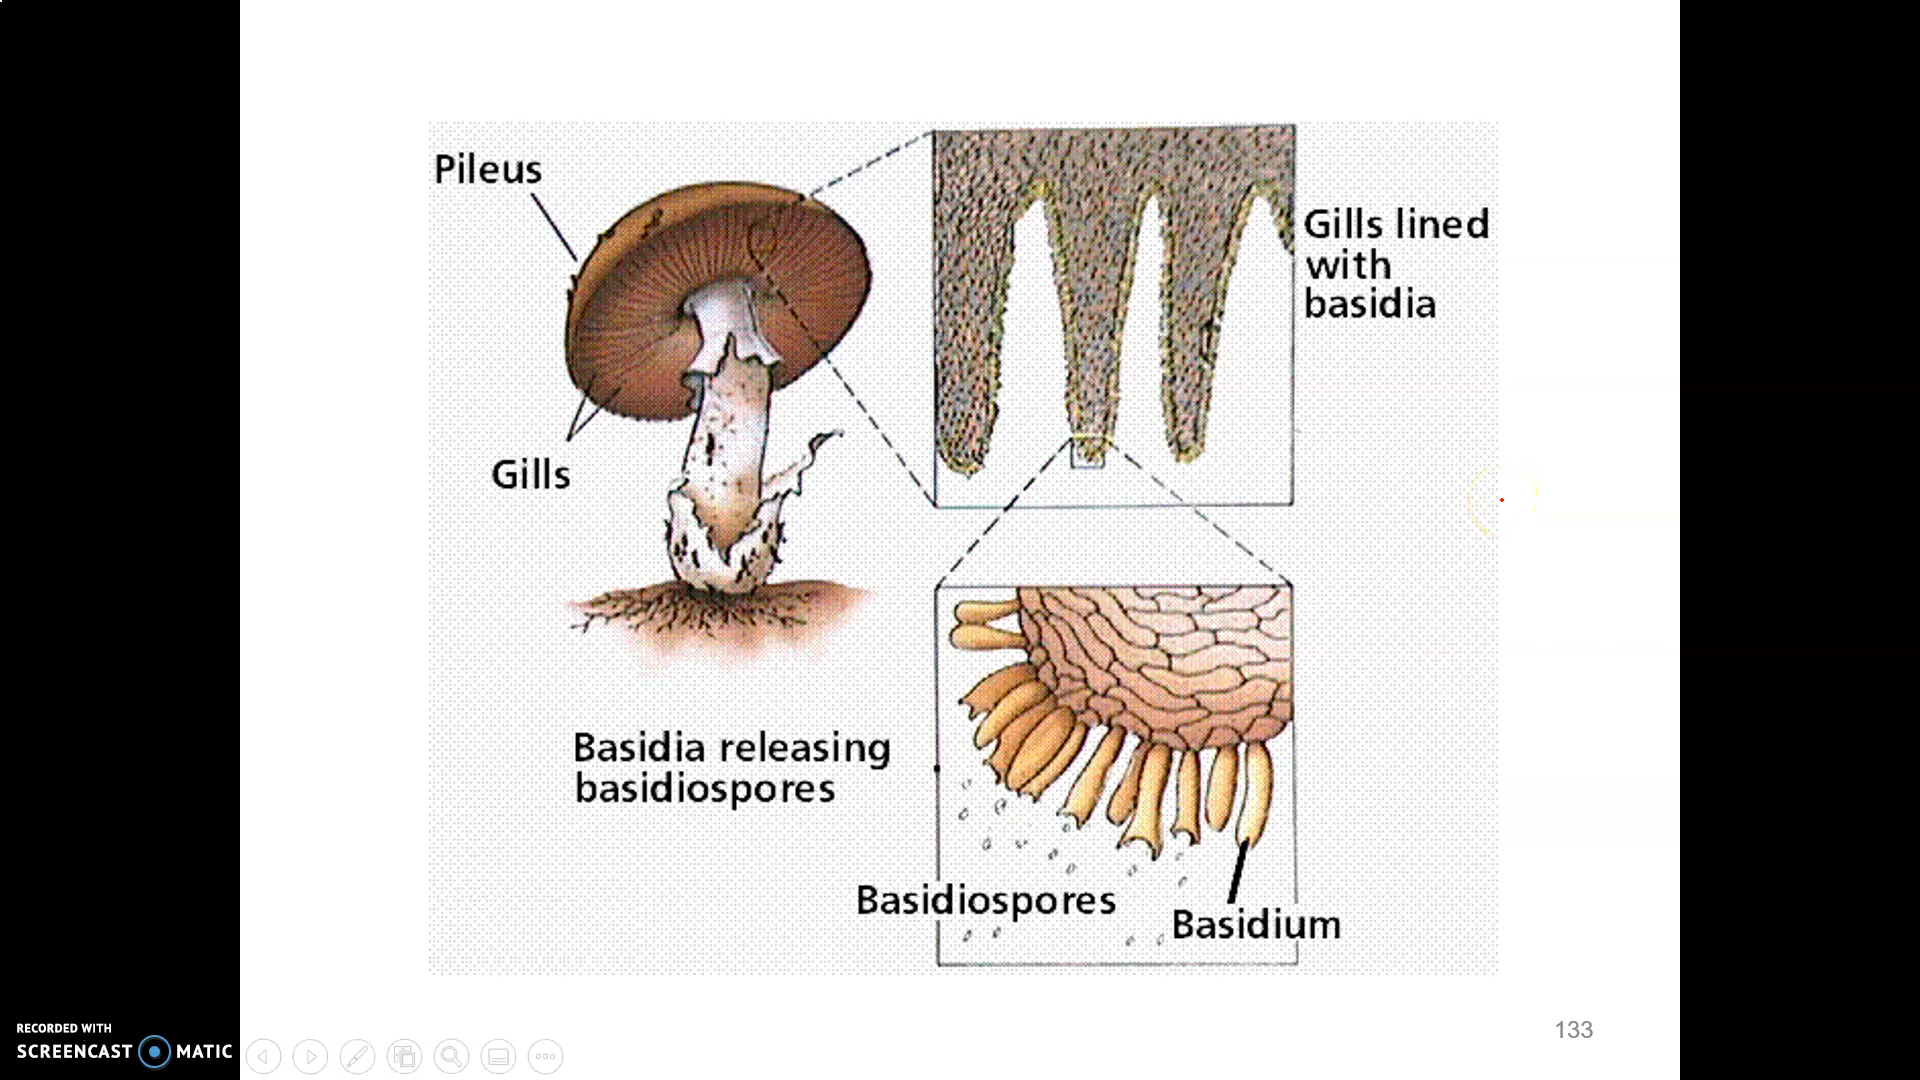 Pileus
Gills lined
with
basidia
Gills
Basidia releasing
basidiospores
Basidiospores
Basidium
133
RECORDED WITH
SCREENCAST MATIC